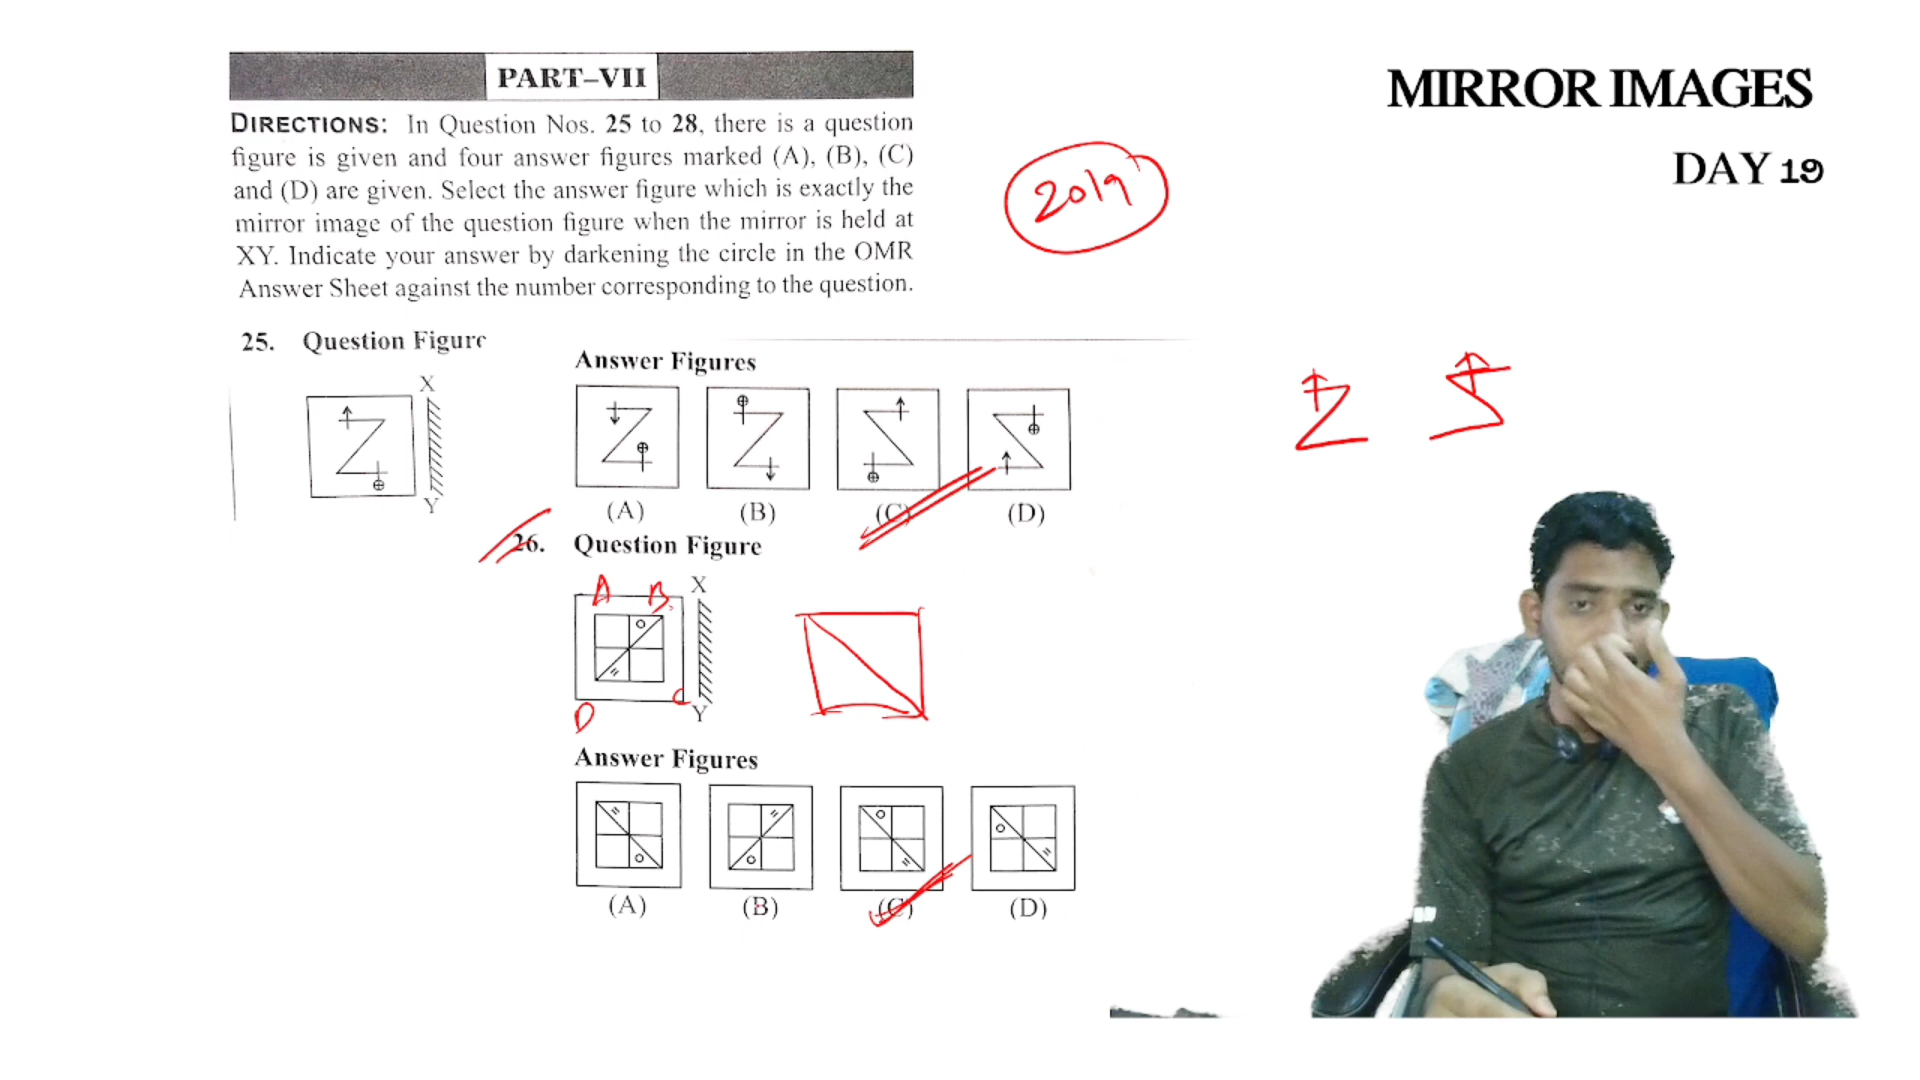 MIRROR IMAGES
DAY 19
2019
PART–VII
DIRECTIONS: In Question Nos. 25 to 28, there is a question
figure is given and four answer figures marked (A), (B), (C)
and (D) are given. Select the answer figure which is exactly the
mirror image of the question figure when the mirror is held at
XY. Indicate your answer by darkening the circle in the OMR
Answer Sheet against the number corresponding to the question.
25. Question Figure
X
Y
Answer Figures
(A) (B) (C) (D)
26. Question Figure
A B X
D C Y
Answer Figures
(A) (B) (C) (D)